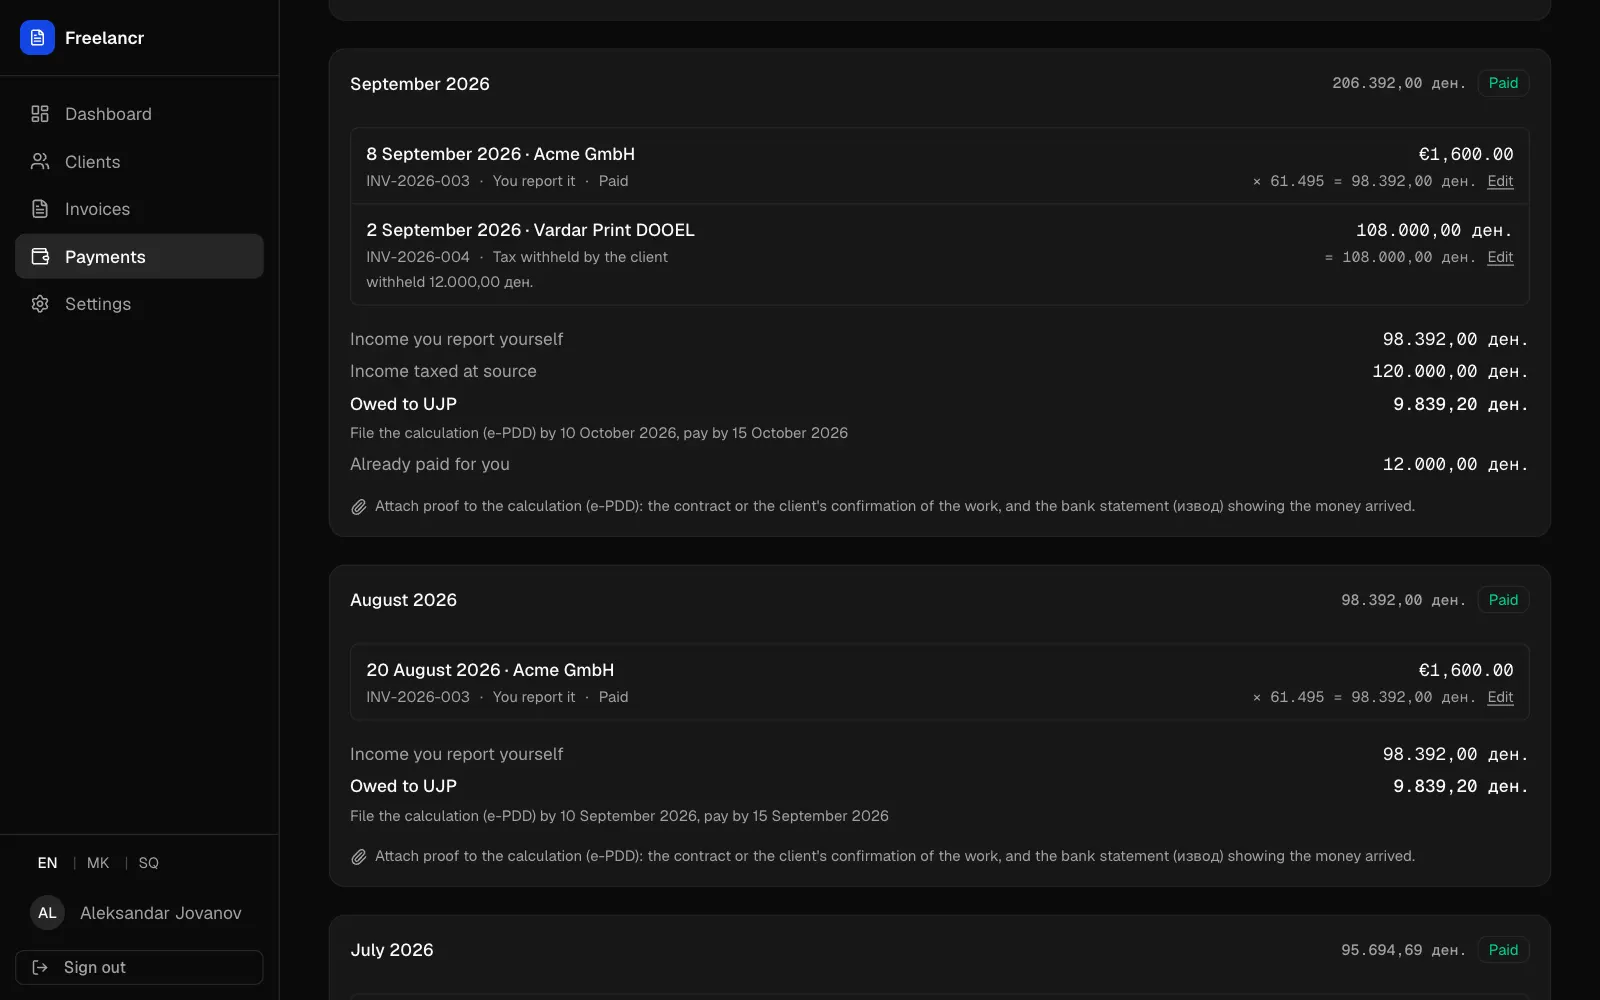 Freelancr
Dashboard
Clients
Invoices
Payments
Settings
EN | MK | SQ
AL Aleksandar Jovanov
Sign out
September 2026 206.392,00 ден. Paid
8 September 2026 · Acme GmbH €1,600.00
INV-2026-003 · You report it · Paid × 61.495 = 98.392,00 ден. Edit
2 September 2026 · Vardar Print DOOEL 108.000,00 ден.
INV-2026-004 · Tax withheld by the client = 108.000,00 ден. Edit
withheld 12.000,00 ден.
Income you report yourself 98.392,00 ден.
Income taxed at source 120.000,00 ден.
Owed to UJP 9.839,20 ден.
File the calculation (e-PDD) by 10 October 2026, pay by 15 October 2026
Already paid for you 12.000,00 ден.
Attach proof to the calculation (e-PDD): the contract or the client's confirmation of the work, and the bank statement (извод) showing the money arrived.
August 2026 98.392,00 ден. Paid
20 August 2026 · Acme GmbH €1,600.00
INV-2026-003 · You report it · Paid × 61.495 = 98.392,00 ден. Edit
Income you report yourself 98.392,00 ден.
Owed to UJP 9.839,20 ден.
File the calculation (e-PDD) by 10 September 2026, pay by 15 September 2026
Attach proof to the calculation (e-PDD): the contract or the client's confirmation of the work, and the bank statement (извод) showing the money arrived.
July 2026 95.694,69 ден. Paid